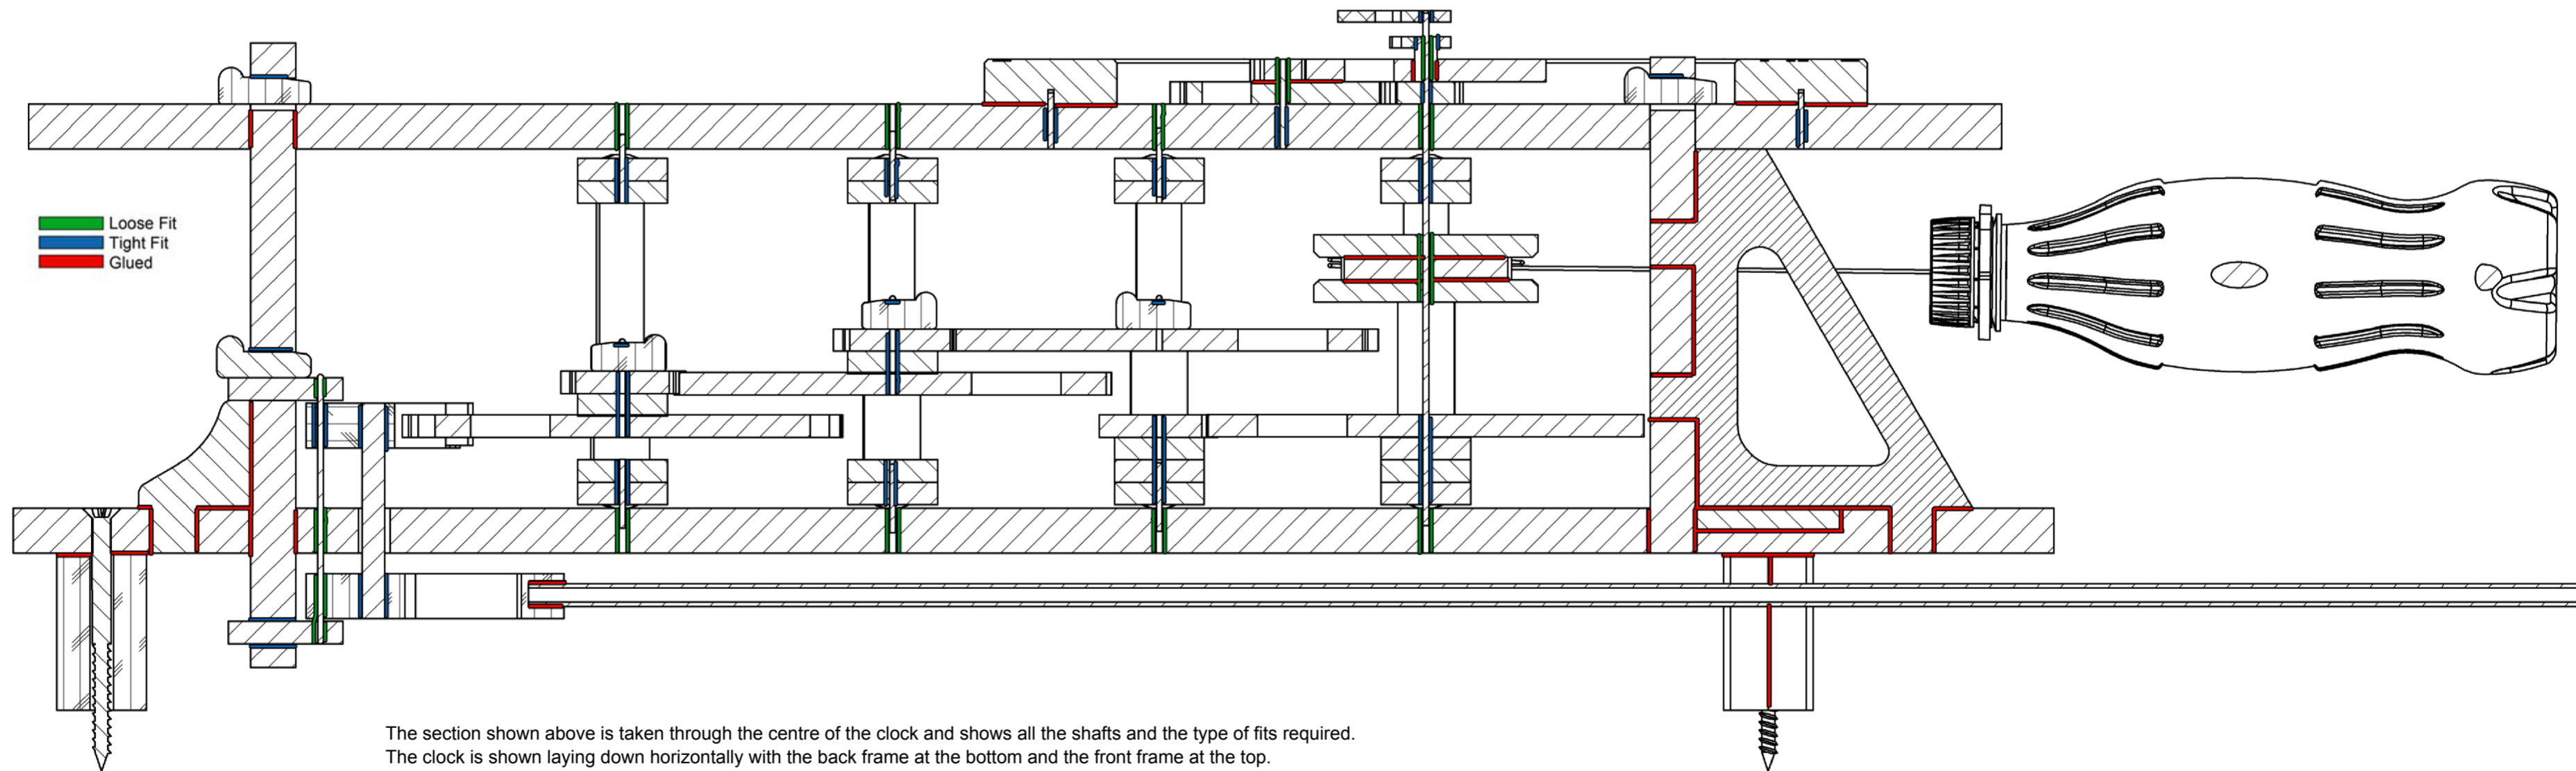 Loose Fit
Tight Fit
Glued
The section shown above is taken through the centre of the clock and shows all the shafts and the type of fits required.
The clock is shown laying down horizontally with the back frame at the bottom and the front frame at the top.